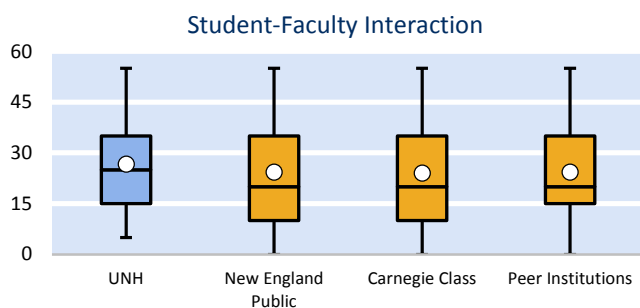 Student-Faculty Interaction
60
45
30
15
0
UNH
New England
Public
Carnegie Class
Peer Institutions